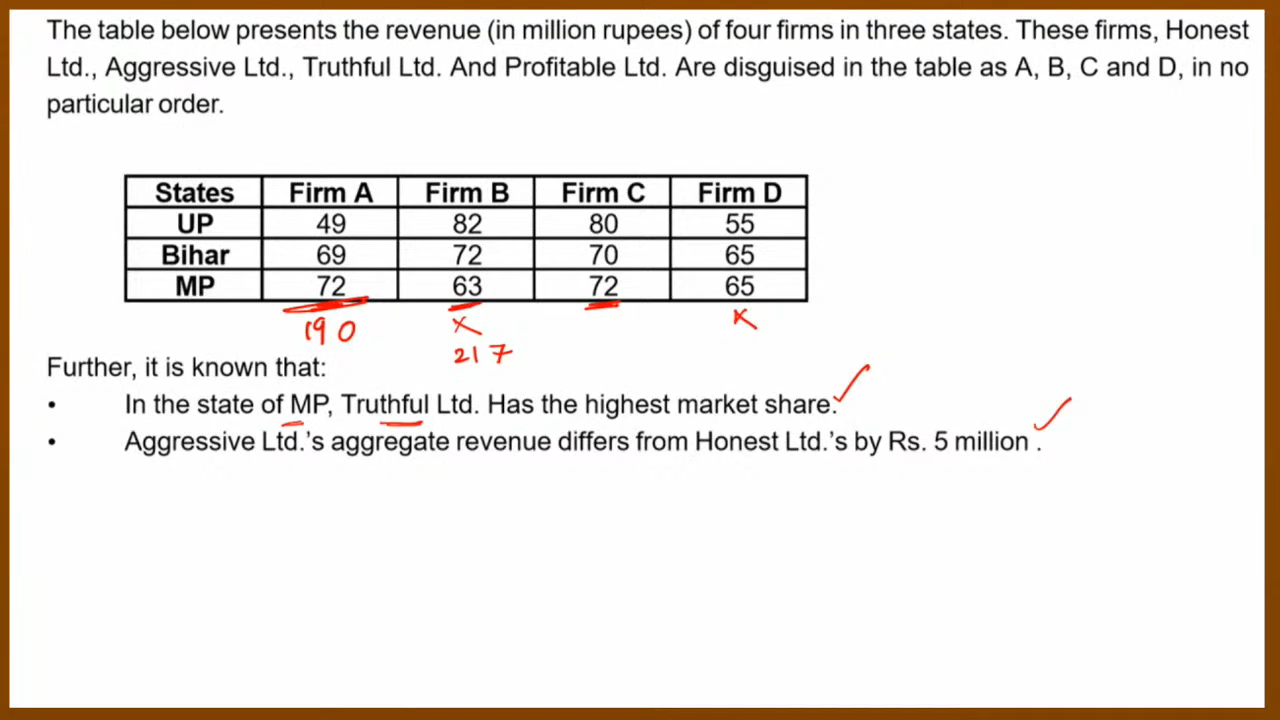 The table below presents the revenue (in million rupees) of four firms in three states. These firms, Honest
Ltd., Aggressive Ltd., Truthful Ltd. And Profitable Ltd. Are disguised in the table as A, B, C and D, in no
particular order.
States Firm A Firm B Firm C Firm D
UP 49 82 80 55
Bihar 69 72 70 65
MP 72 63 72 65
190 x x
217
Further, it is known that:
• In the state of MP, Truthful Ltd. Has the highest market share.
• Aggressive Ltd.'s aggregate revenue differs from Honest Ltd.'s by Rs. 5 million .